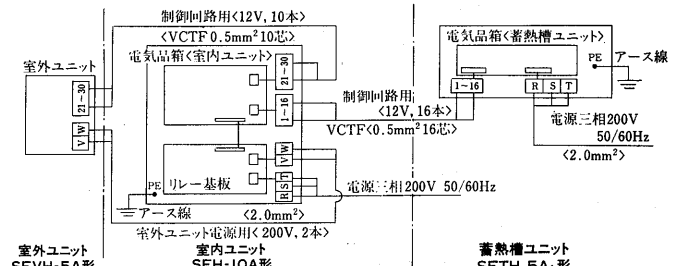 制御回路用<12V, 10本>
<VCTF 0.5mm² 10芯>
電気品箱<室内ユニット>
電気品箱<蓄熱槽ユニット>
室外ユニット
PE
アース線
21～30
21～30
1～16
1～16
R S T
制御回路用
<12V, 16本>
VCTF<0.5mm² 16芯>
電源三相200V
50/60Hz
<2.0mm²>
V W
V W
リレー基板
R S T
PE
電源三相200V 50/60Hz
アース線
<2.0mm²>
室外ユニット電源用<200V, 2本>
室外ユニット
室内ユニット
SEH-10A形
蓄熱槽ユニット